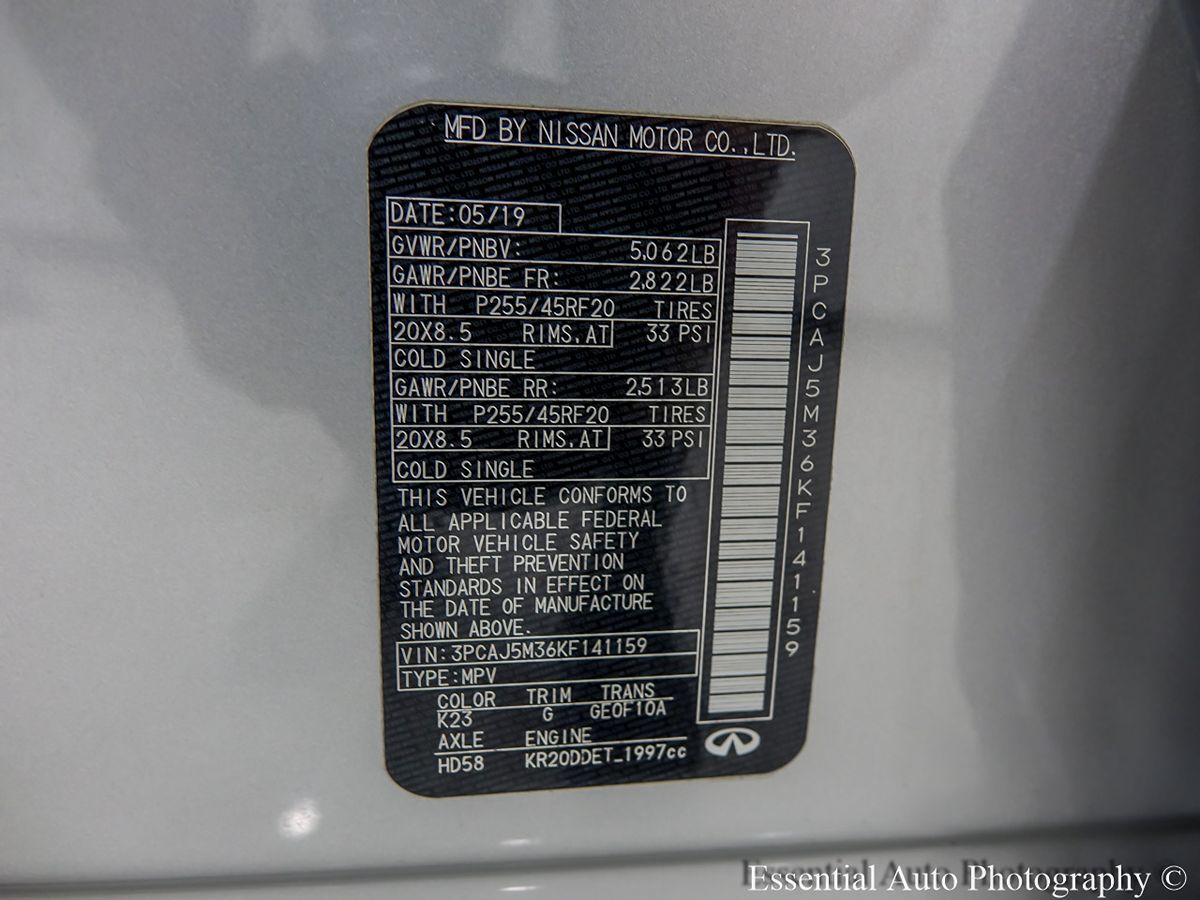 MFD BY NISSAN MOTOR CO.,LTD.
DATE:05/19
GVWR/PNBV: 5,062LB
GAWR/PNBE FR: 2,822LB
WITH P255/45RF20 TIRES
20X8.5 RIMS,AT 33 PSI
COLD SINGLE
GAWR/PNBE RR: 2,513LB
WITH P255/45RF20 TIRES
20X8.5 RIMS,AT 33 PSI
COLD SINGLE
THIS VEHICLE CONFORMS TO
ALL APPLICABLE FEDERAL
MOTOR VEHICLE SAFETY
AND THEFT PREVENTION
STANDARDS IN EFFECT ON
THE DATE OF MANUFACTURE
SHOWN ABOVE.
VIN:3PCAJ5M36KF141159
TYPE:MPV
COLOR TRIM TRANS
K23 G GEOF10A
AXLE ENGINE
HD58 KR20DDET_1997cc
3PCAJ5M36KF141159
Essential Auto Photography ©